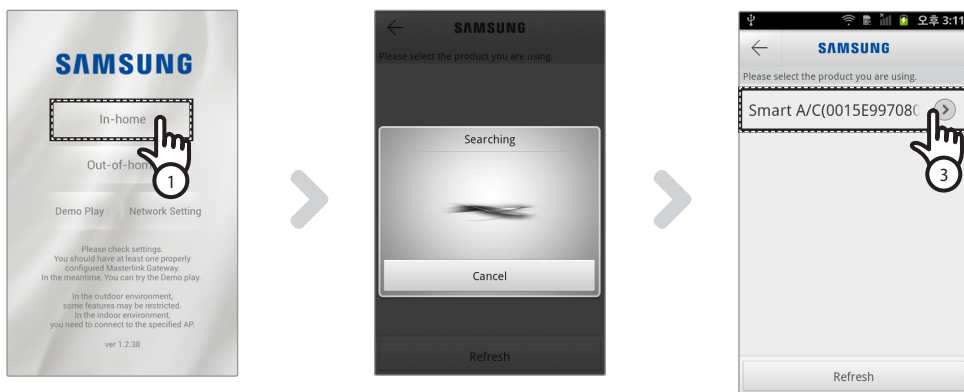 SAMSUNG
In-home
Out-of-hom
1
Demo Play
Network Setting
Please check settings.
You should have at least one properly
configured Masterlink Gateway.
In the meantime, You can try the Demo play.
In the outdoor environment,
some features may be restricted.
In the indoor environment,
you need to connect to the specified AP.
ver 1.2.38
SAMSUNG
Please select the product you are using.
Searching
Cancel
Refresh
오후 3:11
SAMSUNG
Please select the product you are using.
Smart A/C(0015E997080
3
Refresh